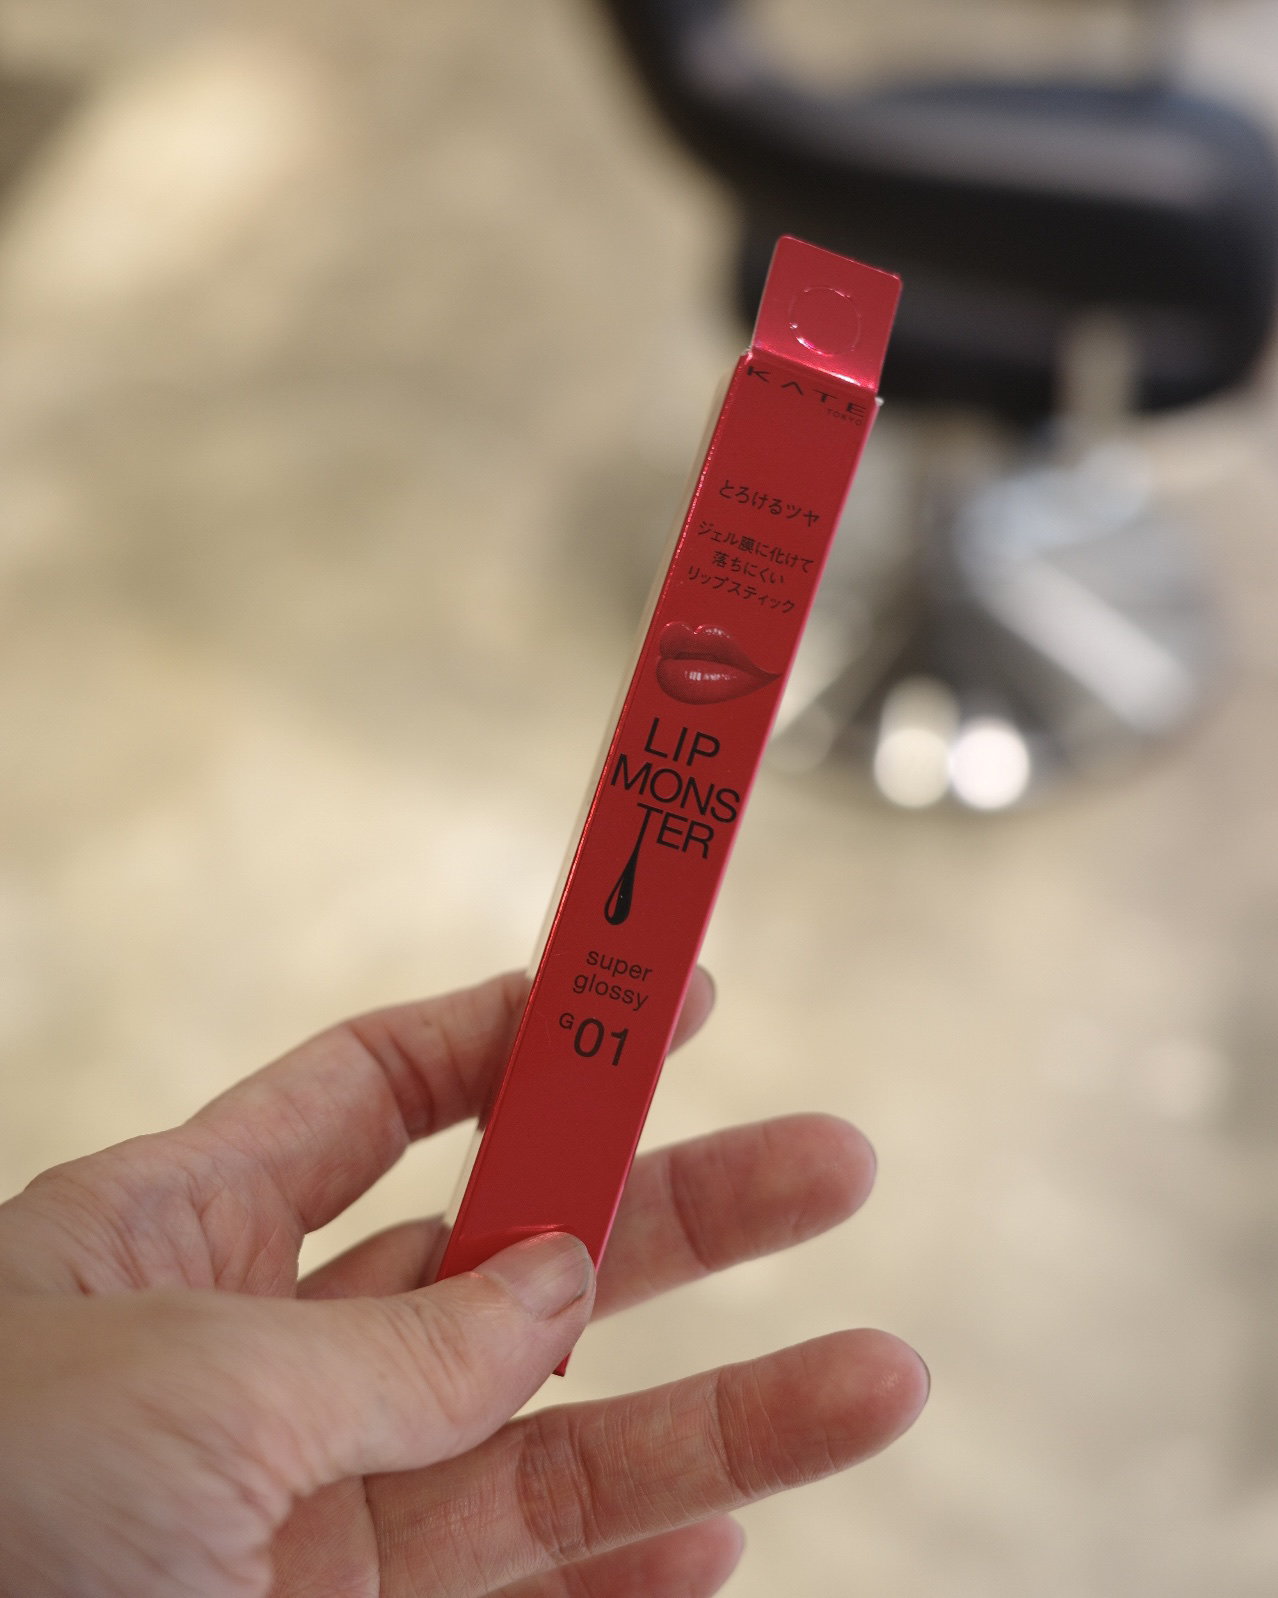 KATE
TOKYO
とろけるツヤ
ジェル膜に化けて
落ちにくい
リップスティック
LIP
MONS
TER
super
glossy
G01